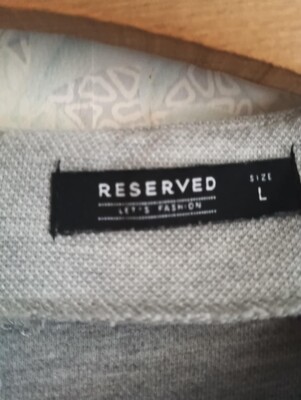 RESERVED
LET'S FASHION
SIZE
L